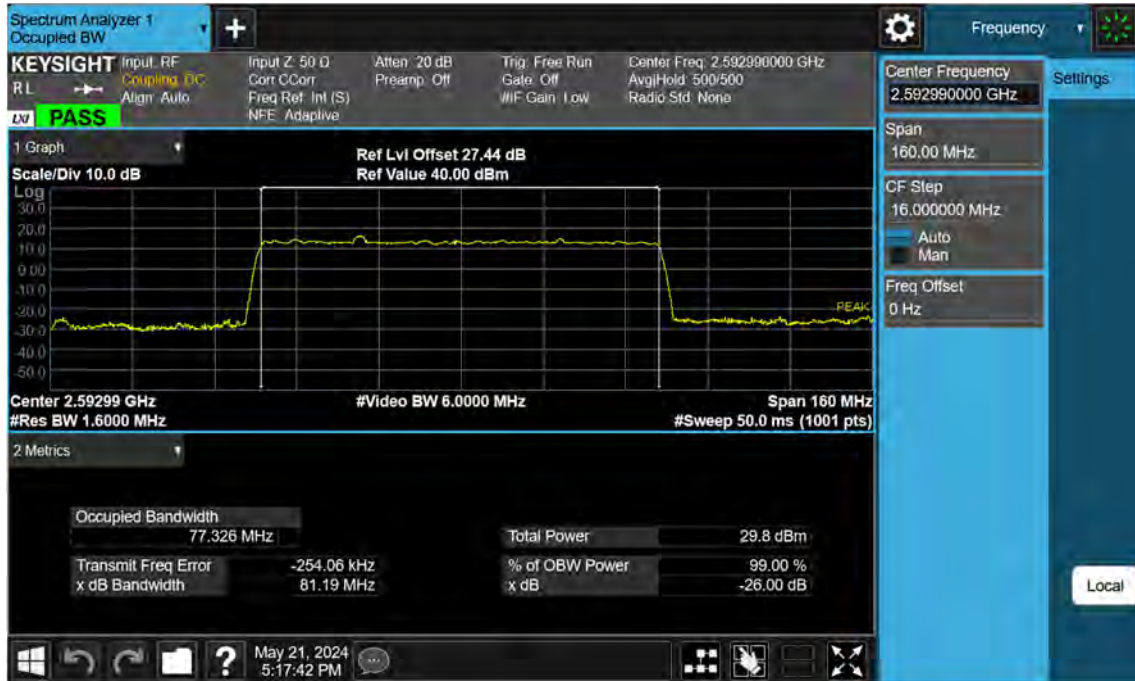 Spectrum Analyzer 1
Occupied BW
Frequency
KEYSIGHT
RL
LXI
PASS
Input: RF
Coupling: DC
Align: Auto
Input Z: 50 Ω
Corr CCorr
Freq Ref: Int (S)
NFE: Adaptive
Atten: 20 dB
Preamp: Off
Trig: Free Run
Gate: Off
#IF Gain: Low
Center Freq: 2.592990000 GHz
Avg|Hold: 500/500
Radio Std: None
Center Frequency
2.592990000 GHz
Settings
Span
160.00 MHz
CF Step
16.000000 MHz
Auto
Man
Freq Offset
0 Hz
1 Graph
Scale/Div 10.0 dB
Ref Lvl Offset 27.44 dB
Ref Value 40.00 dBm
Log
30.0
20.0
10.0
0.00
-10.0
-20.0
-30.0
-40.0
-50.0
PEAK
Center 2.59299 GHz
#Video BW 6.0000 MHz
Span 160 MHz
#Res BW 1.6000 MHz
#Sweep 50.0 ms (1001 pts)
2 Metrics
Occupied Bandwidth
77.326 MHz
Total Power 29.8 dBm
Transmit Freq Error -254.06 kHz
% of OBW Power 99.00 %
x dB Bandwidth 81.19 MHz
x dB -26.00 dB
Local
May 21, 2024
5:17:42 PM